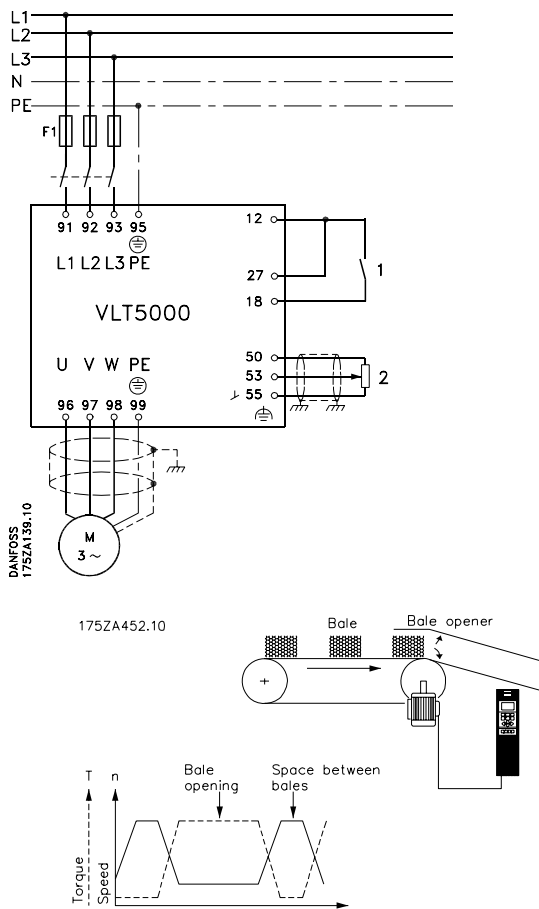 L1
L2
L3
N
PE
F1
91 92 93 95
L1 L2 L3 PE
12
27
18
1
VLT5000
U V W PE
96 97 98 99
50
53
55
2
M
3 ~
DANFOSS
175ZA139.10
175ZA452.10
Bale
Bale opener
T n
Bale
opening
Space between
bales
Torque
Speed